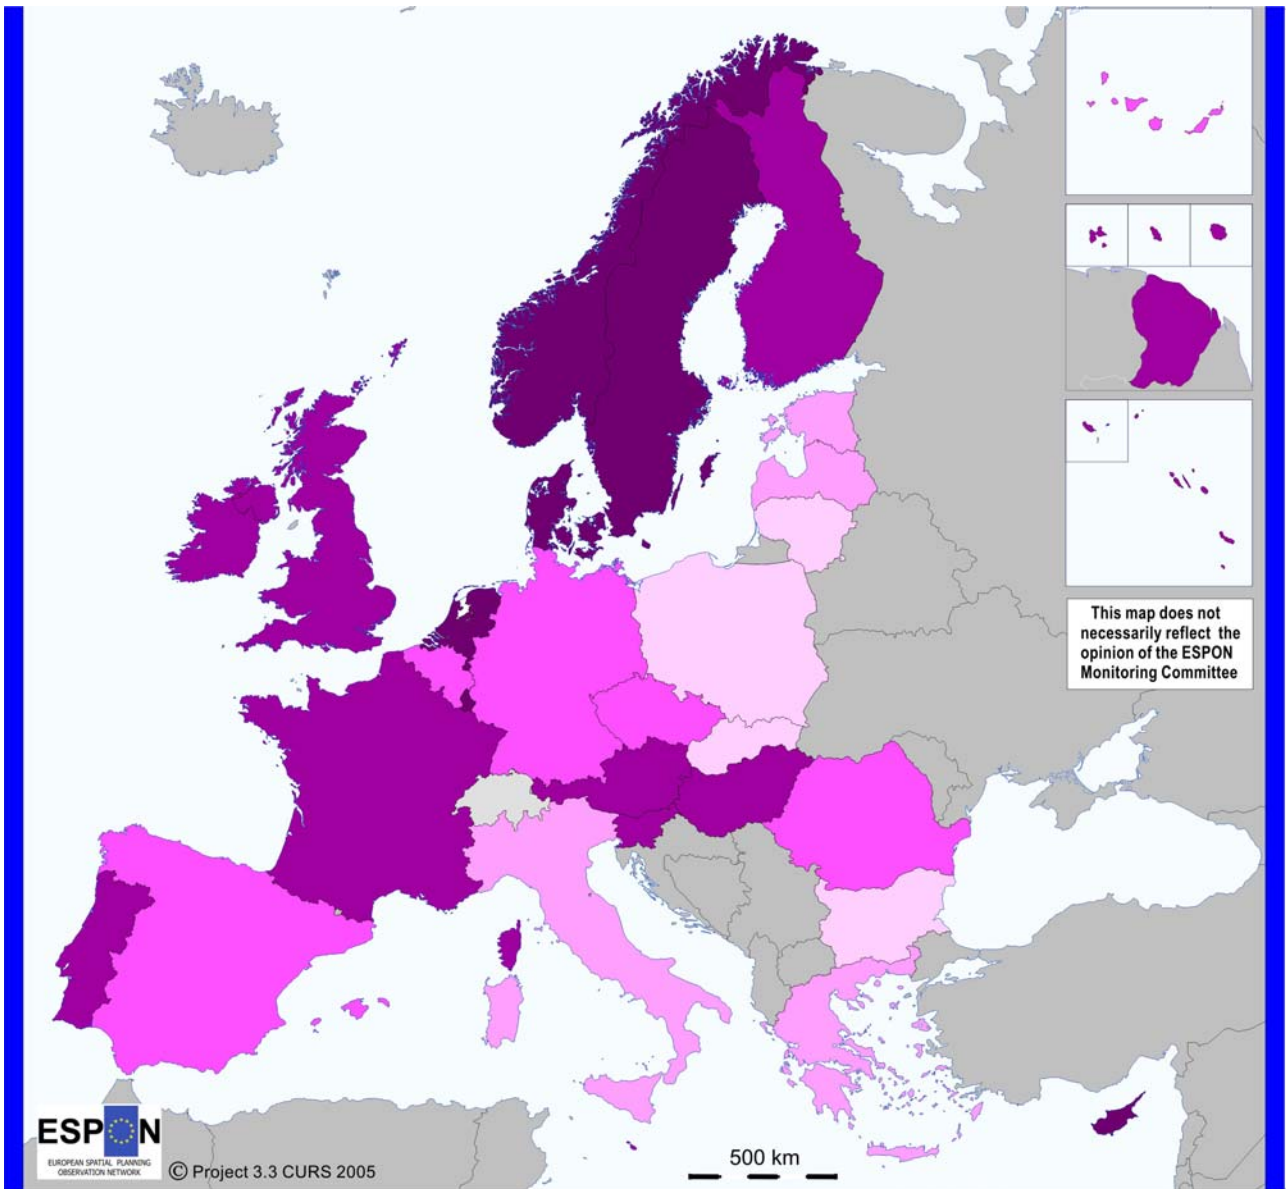 This map does not
necessarily reflect the
opinion of the ESPON
Monitoring Committee
ESPON
EUROPEAN SPATIAL PLANNING
OBSERVATION NETWORK
© Project 3.3 CURS 2005
500 km